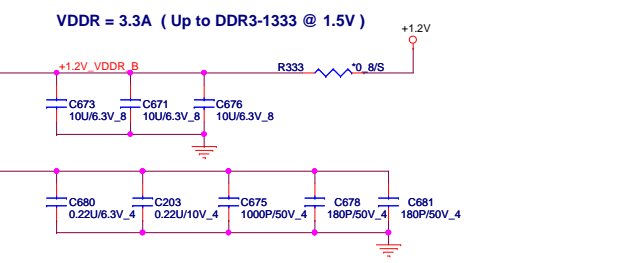 VDDR = 3.3A ( Up to DDR3-1333 @ 1.5V )
+1.2V
+1.2V_VDDR_B
R333
*0_8/S
C673
10U/6.3V_8
C671
10U/6.3V_8
C676
10U/6.3V_8
C680
0.22U/6.3V_4
C203
0.22U/10V_4
C675
1000P/50V_4
C678
180P/50V_4
C681
180P/50V_4